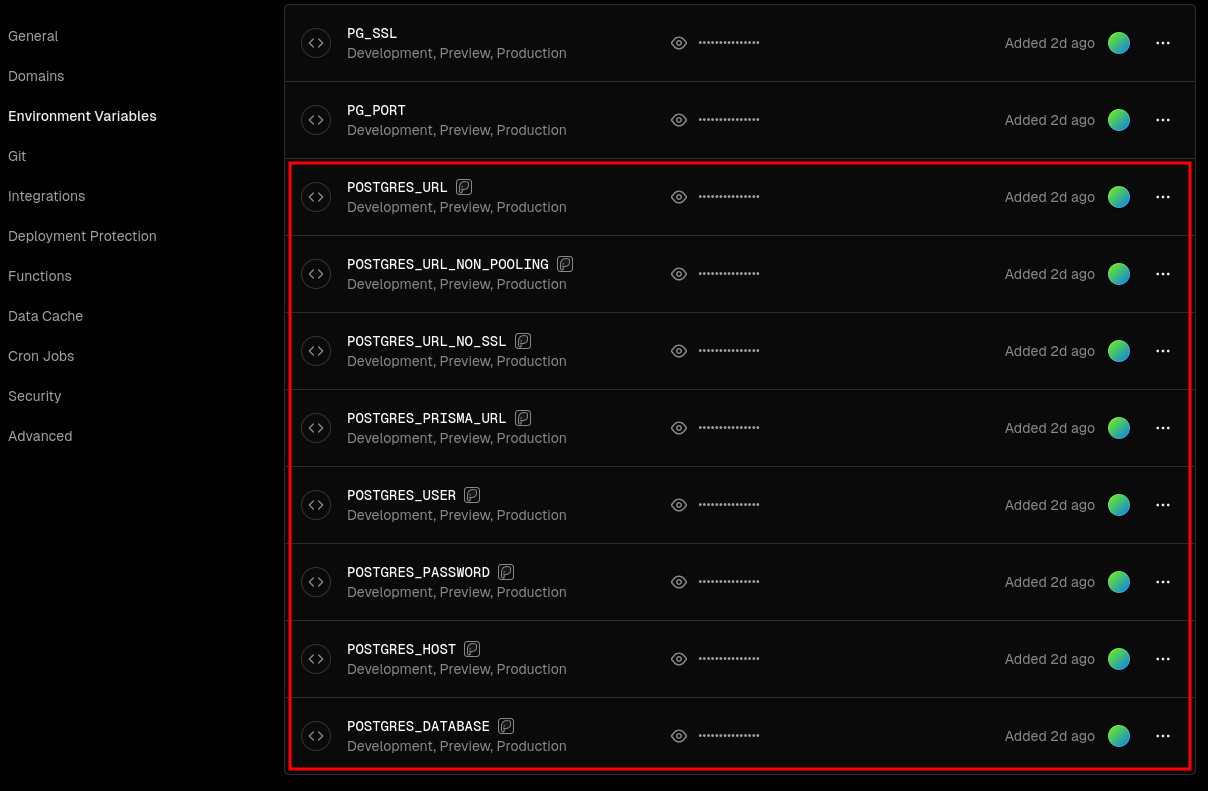 General
Domains
Environment Variables
Git
Integrations
Deployment Protection
Functions
Data Cache
Cron Jobs
Security
Advanced
PG_SSL
Development, Preview, Production
Added 2d ago
PG_PORT
Development, Preview, Production
Added 2d ago
POSTGRES_URL
Development, Preview, Production
Added 2d ago
POSTGRES_URL_NON_POOLING
Development, Preview, Production
Added 2d ago
POSTGRES_URL_NO_SSL
Development, Preview, Production
Added 2d ago
POSTGRES_PRISMA_URL
Development, Preview, Production
Added 2d ago
POSTGRES_USER
Development, Preview, Production
Added 2d ago
POSTGRES_PASSWORD
Development, Preview, Production
Added 2d ago
POSTGRES_HOST
Development, Preview, Production
Added 2d ago
POSTGRES_DATABASE
Development, Preview, Production
Added 2d ago